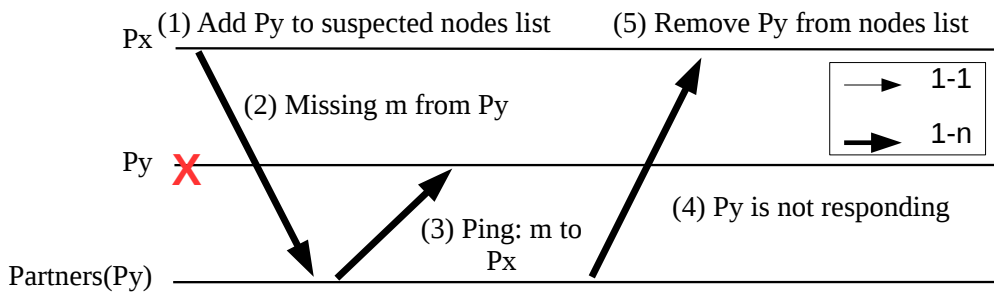 (1) Add Py to suspected nodes list
(5) Remove Py from nodes list
Px
1-1
(2) Missing m from Py
1-n
Py
X
(4) Py is not responding
(3) Ping: m to
Px
Partners(Py)